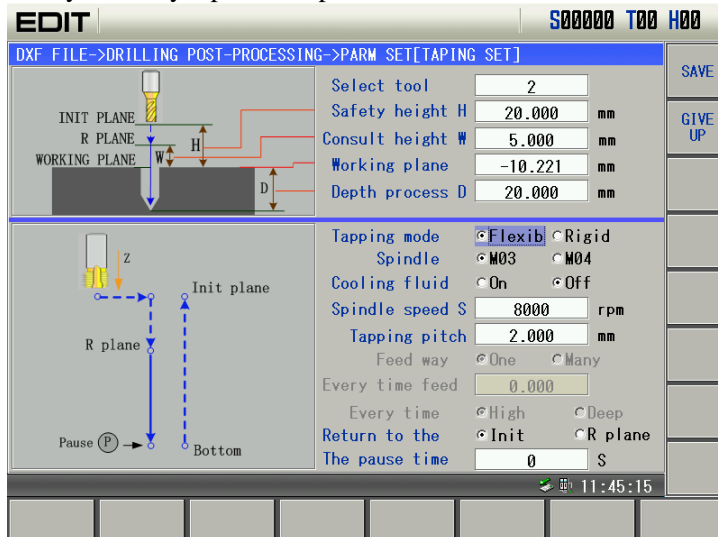 EDIT S00000 T00 H00
DXF FILE->DRILLING POST-PROCESSING->PARM SET[TAPING SET]
SAVE
GIVE UP
INIT PLANE
R PLANE
WORKING PLANE
W
H
D
Select tool 2
Safety height H 20.000 mm
Consult height W 5.000 mm
Working plane -10.221 mm
Depth process D 20.000 mm
Z
Init plane
R plane
Pause P
Bottom
Tapping mode Flexib Rigid
Spindle M03 M04
Cooling fluid On Off
Spindle speed S 8000 rpm
Tapping pitch 2.000 mm
Feed way One Many
Every time feed 0.000
Every time High Deep
Return to the Init R plane
The pause time 0 S
11:45:15